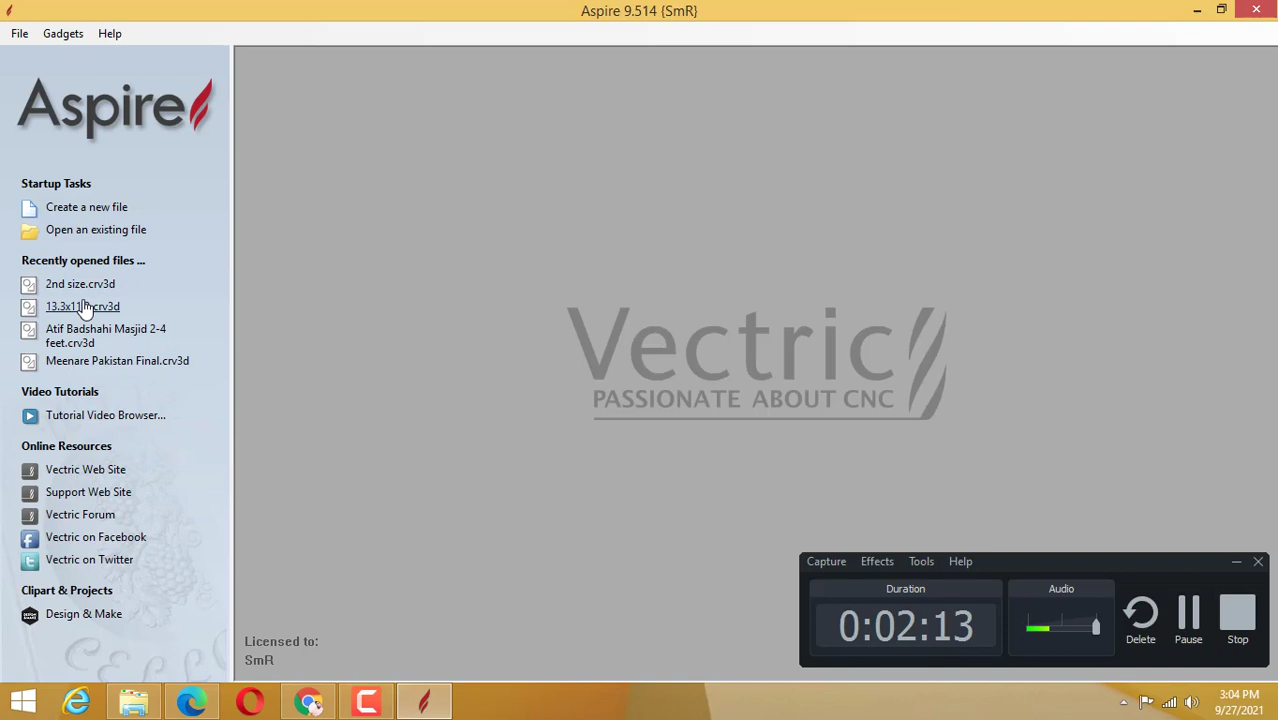 Aspire 9.514 {SmR}
File Gadgets Help
Aspire
Startup Tasks
Create a new file
Open an existing file
Recently opened files ...
2nd size.crv3d
Atif Badshahi Masjid 2-4
feet.crv3d
Meenare Pakistan Final.crv3d
Video Tutorials
Tutorial Video Browser...
Online Resources
Vectric Web Site
Support Web Site
Vectric Forum
Vectric on Facebook
Vectric on Twitter
Clipart & Projects
Design & Make
Vectric
PASSIONATE ABOUT CNC
Licensed to:
SmR
Capture Effects Tools Help
Duration
0:02:13
Audio
Delete
Pause
Stop
3:04 PM
9/27/2021